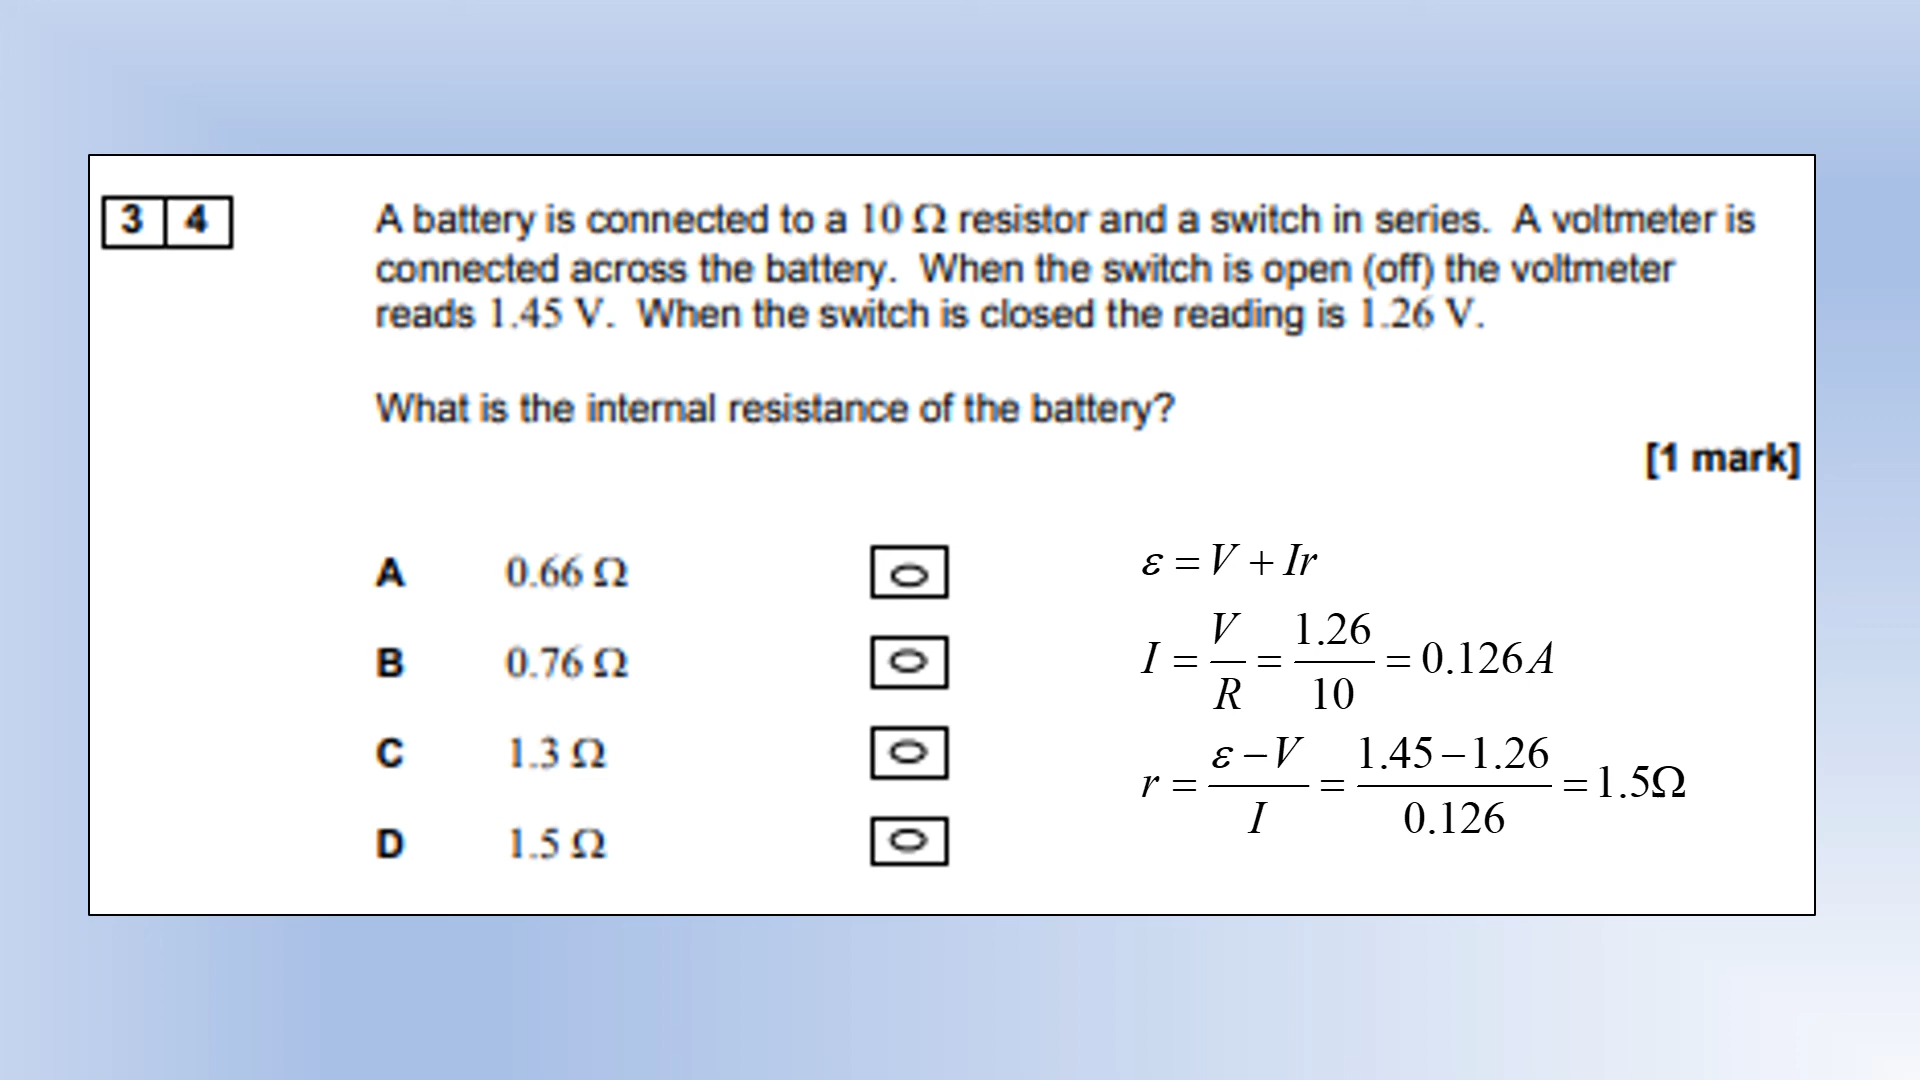 3 4
A battery is connected to a 10 Ω resistor and a switch in series. A voltmeter is
connected across the battery. When the switch is open (off) the voltmeter
reads 1.45 V. When the switch is closed the reading is 1.26 V.
What is the internal resistance of the battery?
[1 mark]
A 0.66 Ω
B 0.76 Ω
C 1.3 Ω
D 1.5 Ω
ε = V + Ir
I = V/R = 1.26/10 = 0.126A
r = (ε − V)/I = (1.45 − 1.26)/0.126 = 1.5Ω